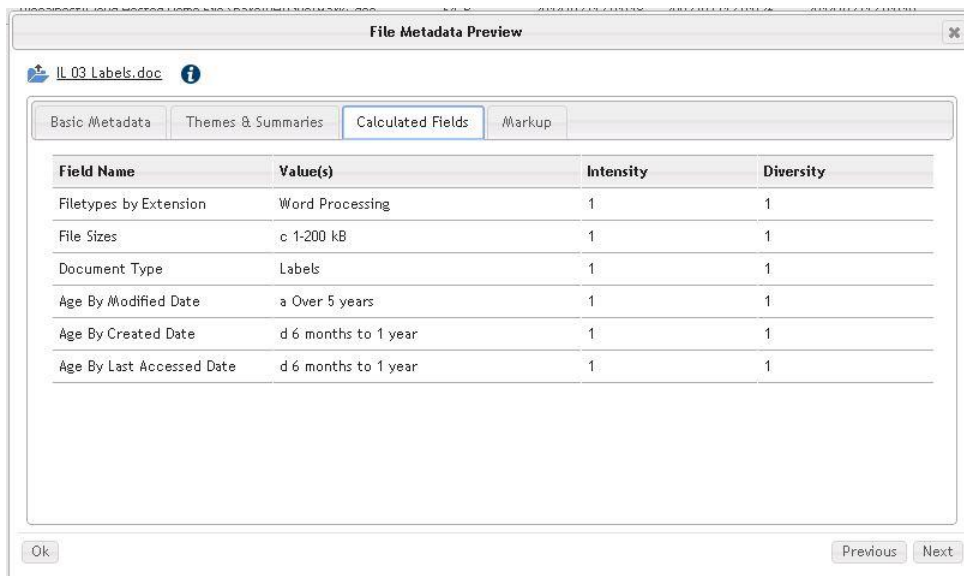 File Metadata Preview
IL 03 Labels.doc
Basic Metadata Themes & Summaries Calculated Fields Markup
Field Name Value(s) Intensity Diversity
Filetypes by Extension Word Processing 1 1
File Sizes c 1-200 kB 1 1
Document Type Labels 1 1
Age By Modified Date a Over 5 years 1 1
Age By Created Date d 6 months to 1 year 1 1
Age By Last Accessed Date d 6 months to 1 year 1 1
Ok Previous Next